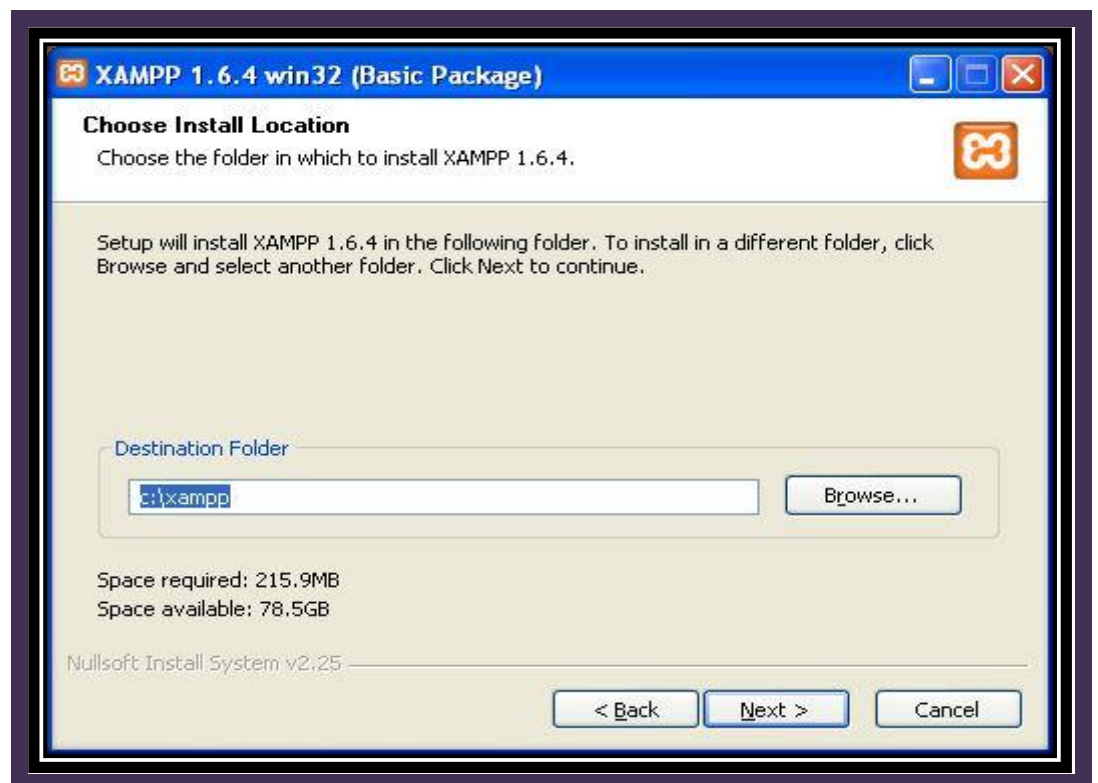 XAMPP 1.6.4 win32 (Basic Package)
Choose Install Location
Choose the folder in which to install XAMPP 1.6.4.
Setup will install XAMPP 1.6.4 in the following folder. To install in a different folder, click
Browse and select another folder. Click Next to continue.
Destination Folder
c:\xampp
Browse...
Space required: 215.9MB
Space available: 78.5GB
Nullsoft Install System v2.25
< Back
Next >
Cancel